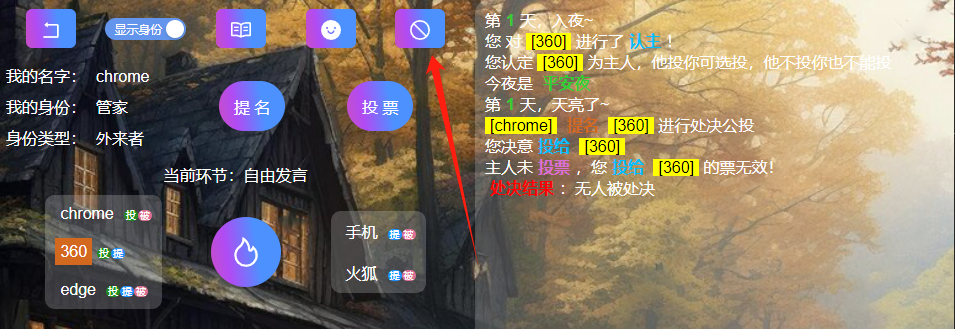 显示身份
我的名字： chrome
我的身份： 管家
身份类型： 外来者
提名
投票
当前环节：自由发言
chrome 投 被
360 投 提
edge 投 提 被
手机 提 被
火狐 提 被
第 1 天，入夜~
您 对 [360] 进行了 认主 ！
您认定 [360] 为主人，他投你可选投，他不投你也不能投
今夜是 平安夜
第 1 天，天亮了~
[chrome] 提名 [360] 进行处决公投
您决意 投给 [360]
主人未 投票 ，您 投给 [360] 的票无效!
处决结果 ：无人被处决